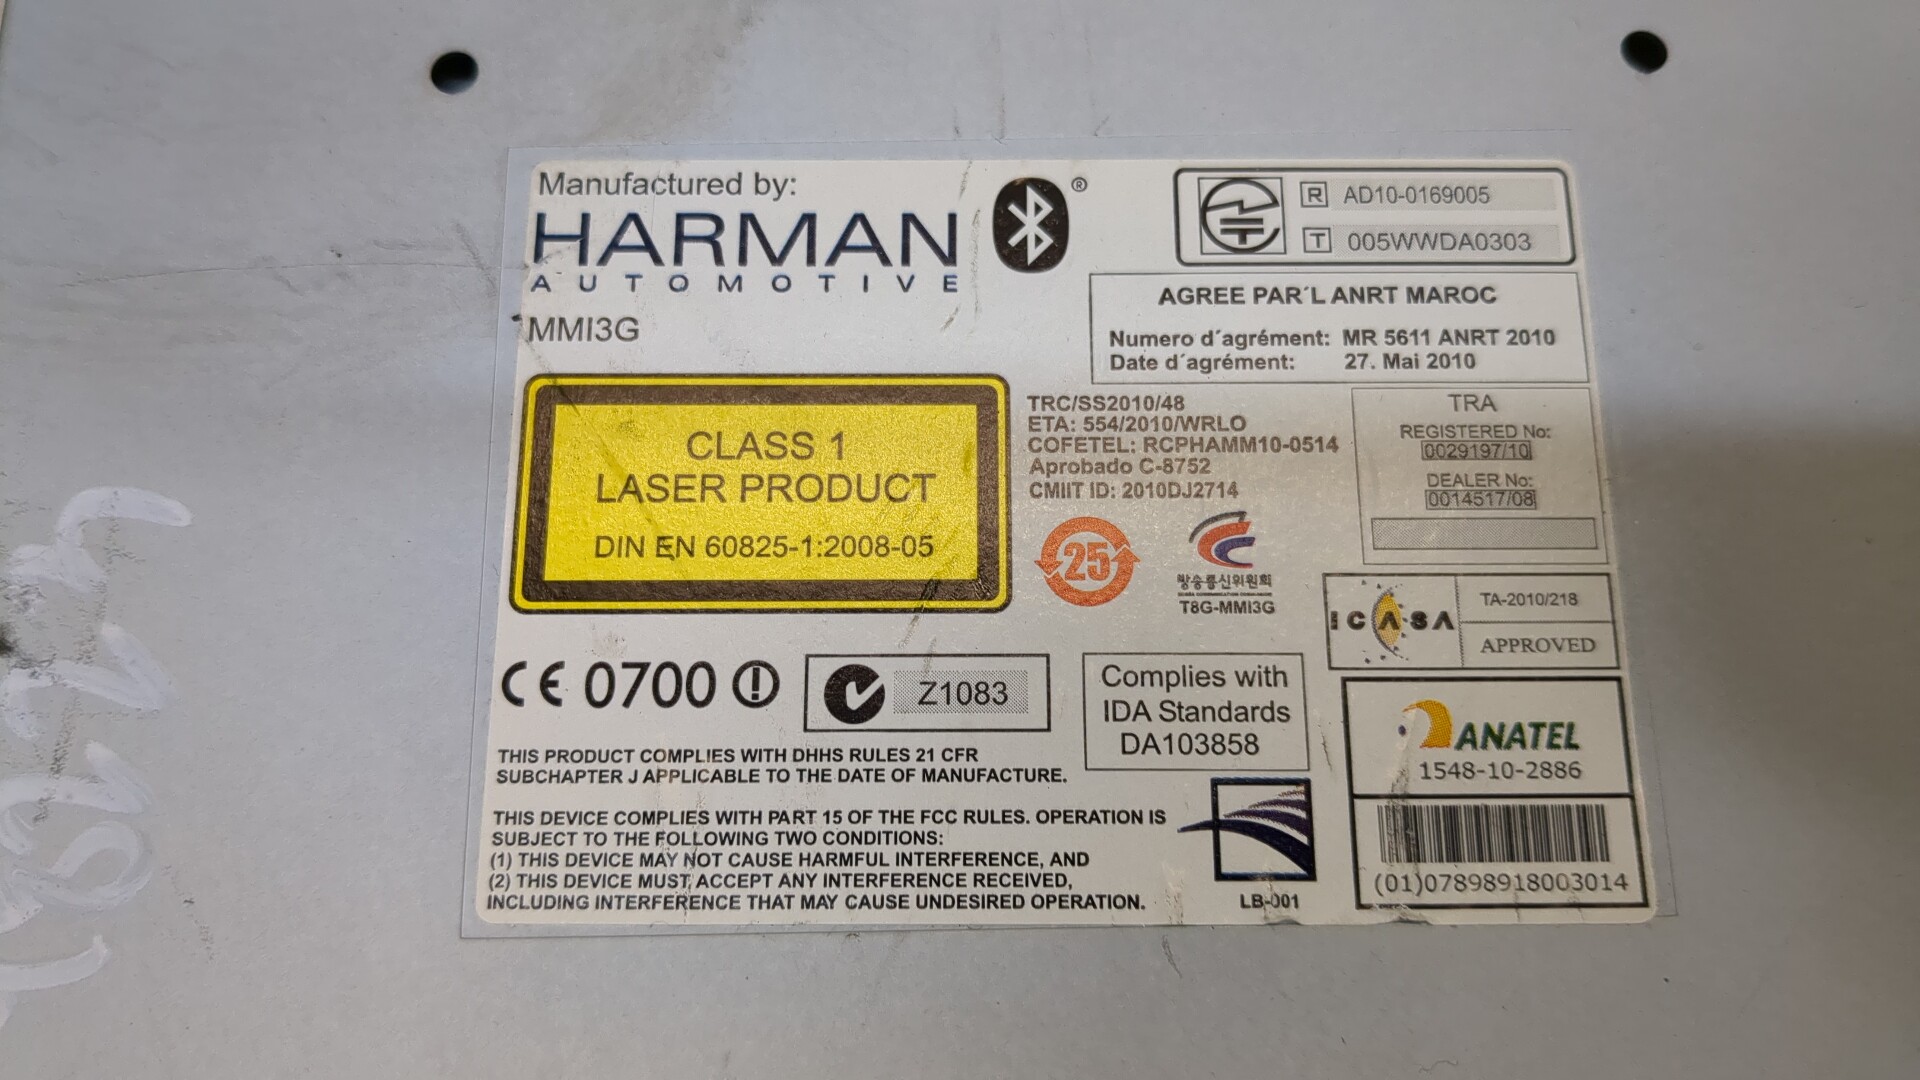 Manufactured by:
HARMAN
AUTOMOTIVE
®
MMI3G
R AD10-0169005
T 005WWDA0303
AGREE PAR´L ANRT MAROC
Numero d´agrément: MR 5611 ANRT 2010
Date d´agrément: 27. Mai 2010
CLASS 1
LASER PRODUCT
DIN EN 60825-1:2008-05
TRC/SS2010/48
ETA: 554/2010/WRLO
COFETEL: RCPHAMM10-0514
Aprobado C-8752
CMIIT ID: 2010DJ2714
TRA
REGISTERED No:
0029197/10
DEALER No:
0014517/08
25
방송통신위원회
T8G-MMI3G
ICASA
TA-2010/218
APPROVED
CE 0700
Z1083
Complies with
IDA Standards
DA103858
ANATEL
1548-10-2886
(01)07898918003014
THIS PRODUCT COMPLIES WITH DHHS RULES 21 CFR
SUBCHAPTER J APPLICABLE TO THE DATE OF MANUFACTURE.
THIS DEVICE COMPLIES WITH PART 15 OF THE FCC RULES. OPERATION IS
SUBJECT TO THE FOLLOWING TWO CONDITIONS:
(1) THIS DEVICE MAY NOT CAUSE HARMFUL INTERFERENCE, AND
(2) THIS DEVICE MUST ACCEPT ANY INTERFERENCE RECEIVED,
INCLUDING INTERFERENCE THAT MAY CAUSE UNDESIRED OPERATION.
LB-001